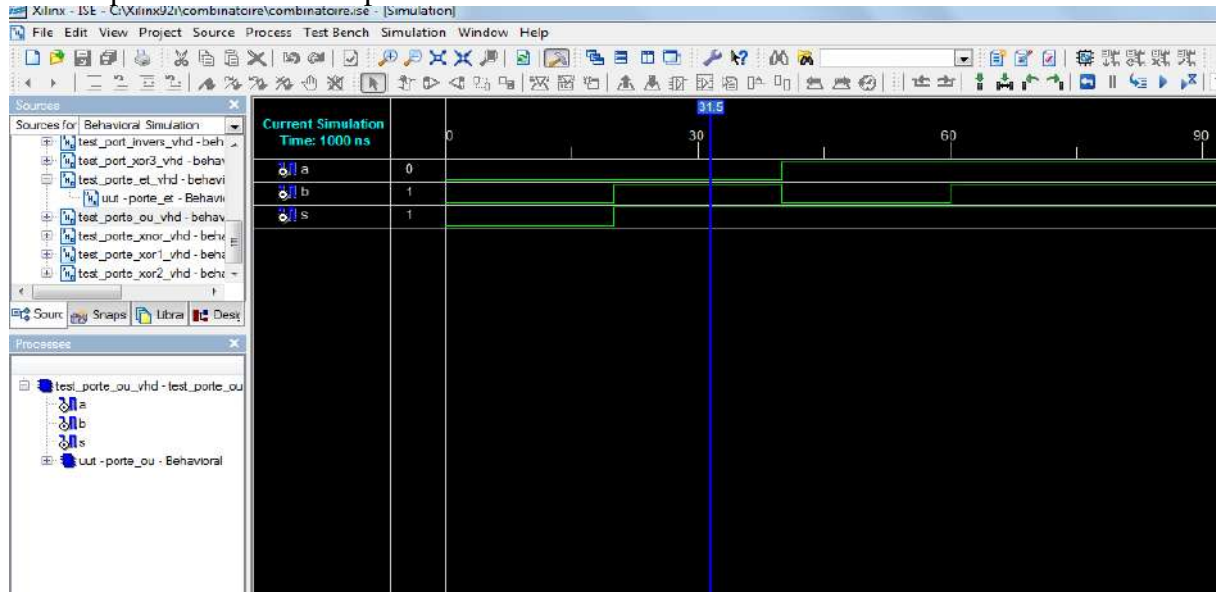 Xilinx - ISE - C:\Xilinx92i\combinatoire\combinatoire.ise - [Simulation]
File Edit View Project Source Process Test Bench Simulation Window Help
Sources
Sources for: Behavioral Simulation
test_port_invers_vhd - beh
test_port_xor3_vhd - behav
test_porte_et_vhd - behavi
uut - porte_et - Behavi
test_porte_ou_vhd - behav
test_porte_xnor_vhd - beha
test_porte_xor1_vhd - beha
test_porte_xor2_vhd - beha
Sourc Snaps Librar Desig
Processes
test_porte_ou_vhd - test_porte_ou
a
b
s
uut - porte_ou - Behavioral
Current Simulation
Time: 1000 ns
31.5
0 30 60 90
a 0
b 1
s 1